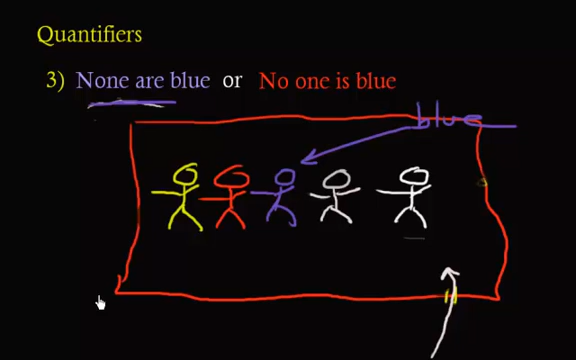 Quantifiers
3) None are blue or No one is blue
blue